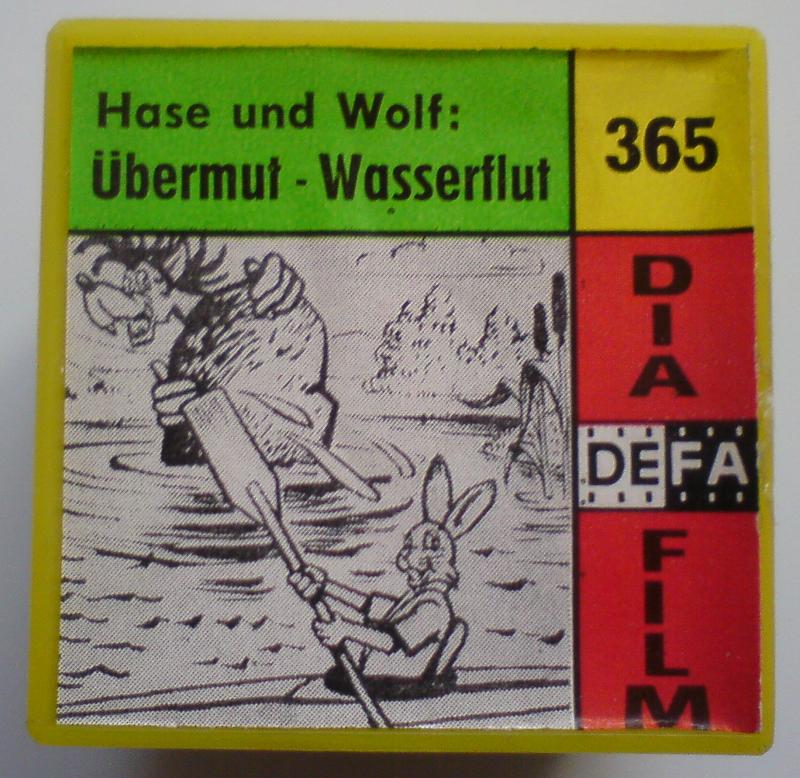 Hase und Wolf:
Übermut - Wasserflut
365
DIA
DEFA
FILM